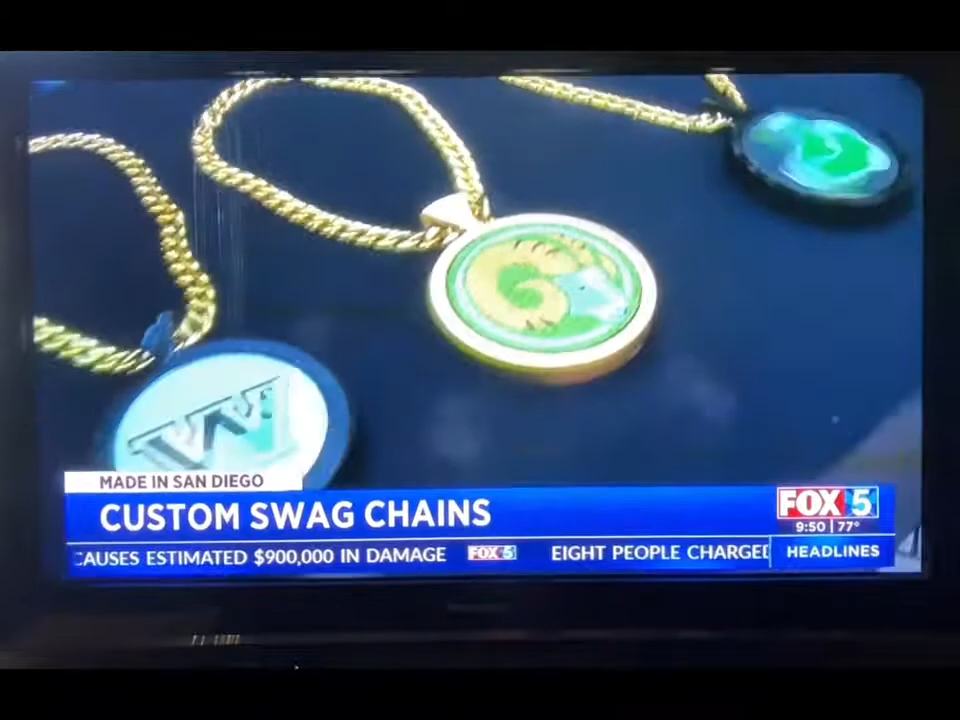 W
MADE IN SAN DIEGO
CUSTOM SWAG CHAINS
FOX 5
9:50 | 77°
CAUSES ESTIMATED $900,000 IN DAMAGE FOX 5 EIGHT PEOPLE CHARGED
HEADLINES